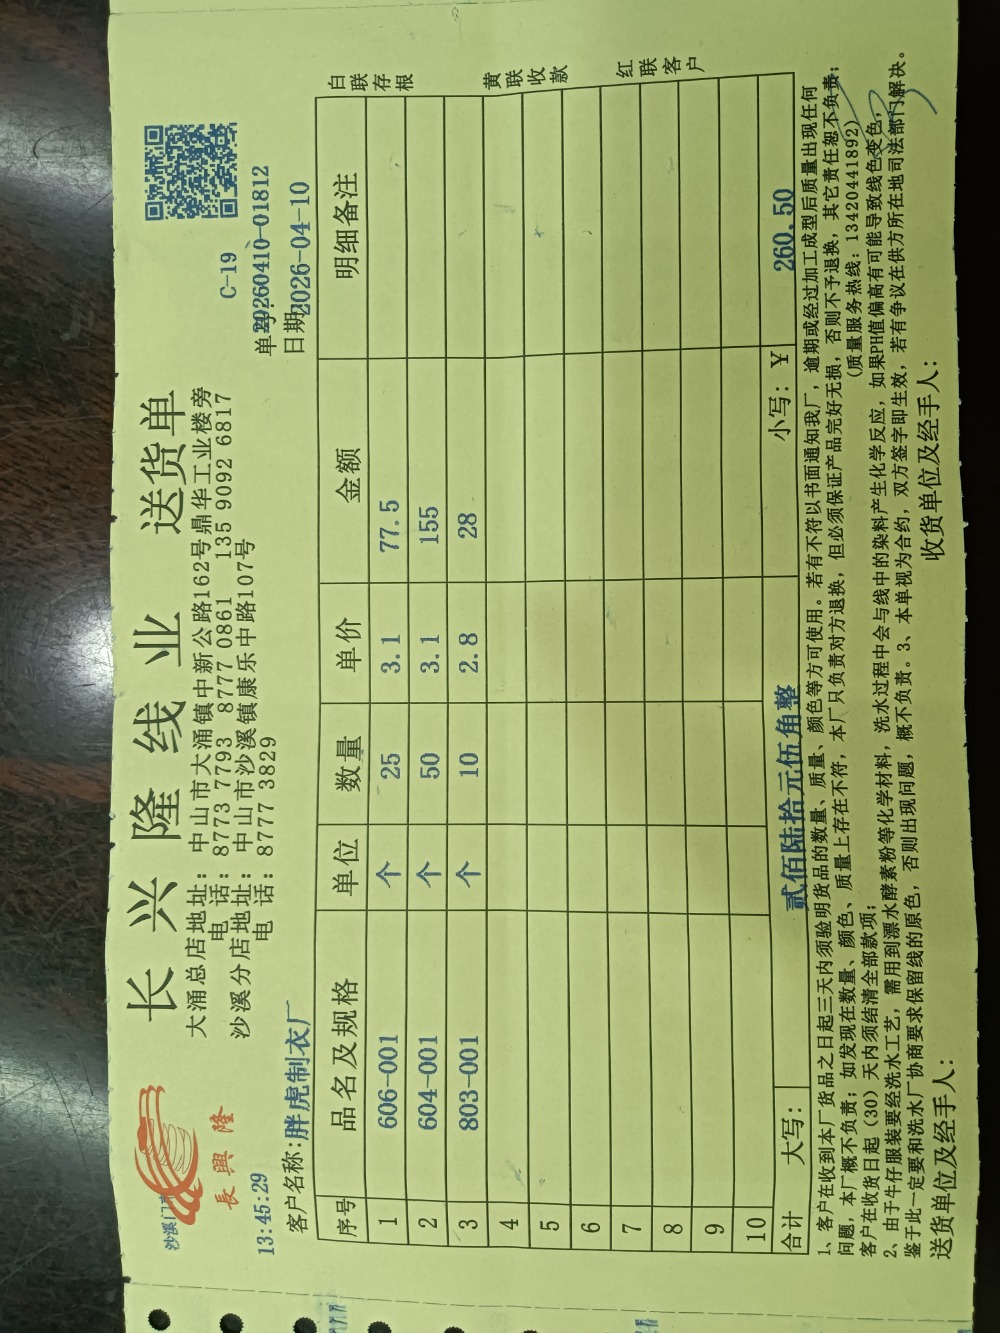 長興隆
长兴隆线业 送货单
C-19
大涌总店地址：中山市大涌镇中新公路162号鼎华工业楼旁
电 话：8773 7793 8777 0861 135 9092 6817
沙溪分店地址：中山市沙溪镇康乐中路107号
电 话：8777 3829
13:45:29
单号:20260410-01812
客户名称:胖虎制衣厂
日期:2026-04-10
序号 品名及规格 单位 数量 单价 金额 明细备注
1 606-001 个 25 3.1 77.5
2 604-001 个 50 3.1 155
3 803-001 个 10 2.8 28
4
5
6
7
8
9
10
合计 大写：贰佰陆拾元伍角整 小写：￥ 260.50
白联存根
黄联收款
红联客户
1、客户在收到本厂货品之日起三天内须验明货品的数量、质量、颜色等方可使用。若有不符以书面通知我厂，逾期或经过加工成型后质量出现任何
问题，本厂概不负责；如发现在数量、颜色、质量上存在不符，本厂只负责对方退换，但必须保证产品完好无损，否则不予退换，其它责任恕不负责；
客户在收货日起（30）天内须结清全部款项；（质量服务热线：13420441892）
2、由于牛仔服装要经洗水工艺，需用到漂水酵素粉等化学材料，洗水过程中会与线中的染料产生化学反应，如果PH值偏高有可能导致线色变色，
鉴于此一定要和洗水厂协商要求保留线的原色，否则出现问题，概不负责。3、本单视为合约，双方签字即生效，若有争议在供方所在地司法部门解决。
送货单位及经手人： 收货单位及经手人：